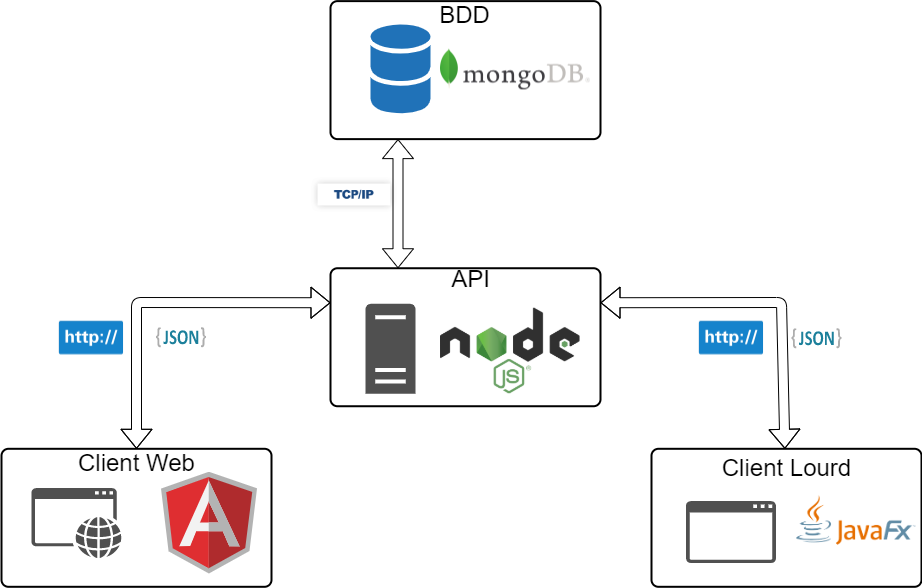 BDD
mongoDB.
TCP/IP
API
node
JS
http://
{JSON}
http://
{JSON}
Client Web
A
Client Lourd
JavaFx